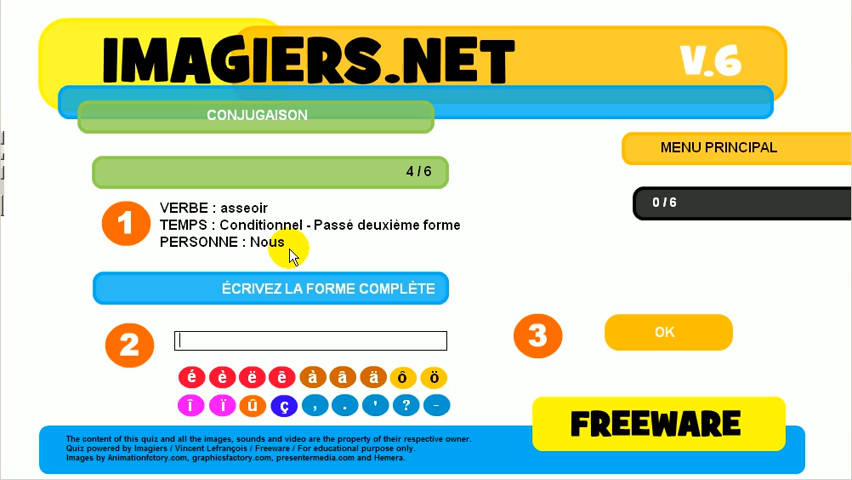 IMAGIERS.NET
V.6
CONJUGAISON
MENU PRINCIPAL
4 / 6
0 / 6
1
VERBE : asseoir
TEMPS : Conditionnel - Passé deuxième forme
PERSONNE : Nous
ÉCRIVEZ LA FORME COMPLÈTE
2
3
OK
é è ë ê à â ä ô ö
î ï û ç , . ' ? -
FREEWARE
The content of this quiz and all the images, sounds and video are the property of their respective owner.
Quiz powered by Imagiers / Vincent Lefrançois / Freeware / For educational purpose only.
Images by Animationfctory.com, graphicsfactory.com, presentermedia.com and Hemera.